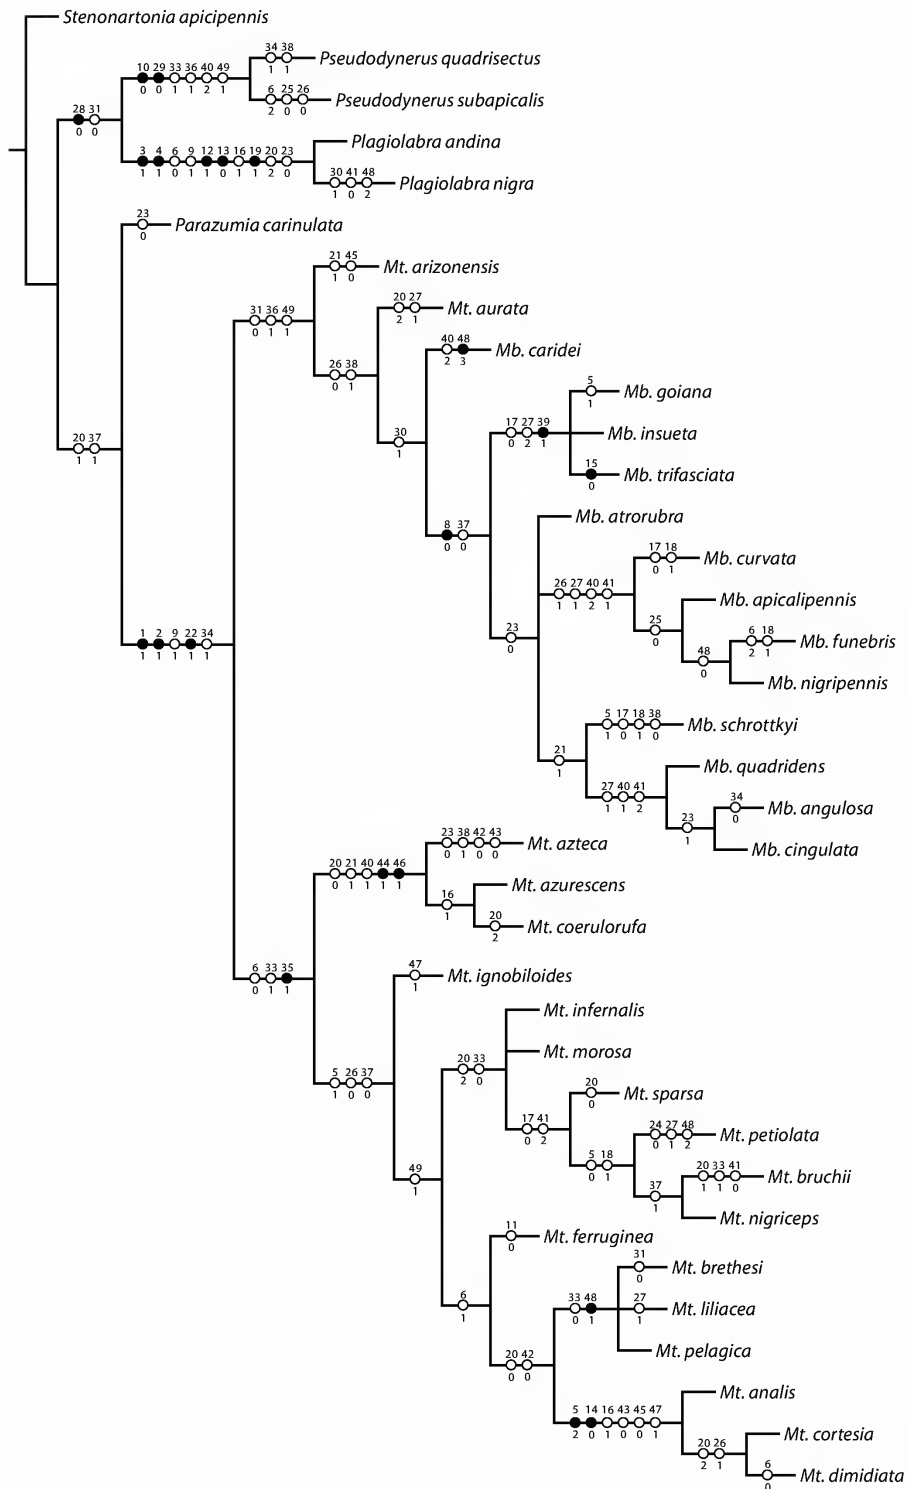 Stenonartonia apicipennis
34 38
Pseudodynerus quadrisectus
1 1
10 29 33 36 40 49
0 0 1 1 2 1
6 25 26
Pseudodynerus subapicalis
2 0 0
28 31
0 0
Plagiolabra andina
3 4 6 9 12 13 16 19 20 23
1 1 0 1 1 0 1 1 2 0
30 41 48
Plagiolabra nigra
1 0 2
23
Parazumia carinulata
0
21 45
Mt. arizonensis
1 0
20 27
Mt. aurata
2 1
31 36 49
0 1 1
40 48
Mb. caridei
2 3
26 38
0 1
5
Mb. goiana
1
17 27 39
Mb. insueta
0 2 1
30
1
20 37
1 1
15
Mb. trifasciata
0
Mb. atrorubra
8 37
0 0
17 18
Mb. curvata
0 1
26 27 40 41
1 1 2 1
Mb. apicalipennis
25
0
23
0
6 18
Mb. funebris
2 1
1 2 9 22 34
1 1 1 1 1
48
0
Mb. nigripennis
5 17 18 38
Mb. schrottkyi
1 0 1 0
21
1
Mb. quadridens
27 40 41
1 1 2
34
Mb. angulosa
0
23
1
Mb. cingulata
23 38 42 43
Mt. azteca
0 1 0 0
20 21 40 44 46
0 1 1 1 1
Mt. azurescens
16
1
20
Mt. coerulorufa
2
6 33 35
0 1 1
47
Mt. ignobiloides
1
Mt. infernalis
Mt. morosa
20 33
2 0
5 26 37
1 0 0
20
Mt. sparsa
0
17 41
0 2
24 27 48
Mt. petiolata
0 1 2
5 18
0 1
20 33 41
Mt. bruchii
1 1 0
49
1
37
1
Mt. nigriceps
11
Mt. ferruginea
0
31
Mt. brethesi
0
6
1
33 48
0 1
27
Mt. liliacea
1
20 42
0 0
Mt. pelagica
Mt. analis
5 14 16 43 45 47
2 0 1 0 0 1
Mt. cortesia
20 26
2 1
6
Mt. dimidiata
0